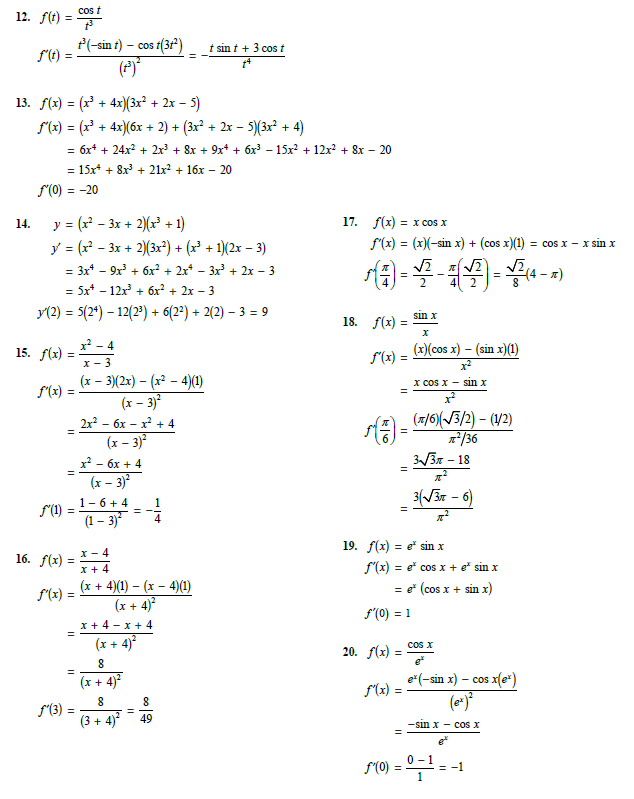 12. f(t) = cos t / t³
f′(t) = t³(−sin t) − cos t(3t²) / (t³)² = − t sin t + 3 cos t / t⁴
13. f(x) = (x³ + 4x)(3x² + 2x − 5)
f′(x) = (x³ + 4x)(6x + 2) + (3x² + 2x − 5)(3x² + 4)
= 6x⁴ + 24x² + 2x³ + 8x + 9x⁴ + 6x³ − 15x² + 12x² + 8x − 20
= 15x⁴ + 8x³ + 21x² + 16x − 20
f′(0) = −20
14. y = (x² − 3x + 2)(x³ + 1)
y′ = (x² − 3x + 2)(3x²) + (x³ + 1)(2x − 3)
= 3x⁴ − 9x³ + 6x² + 2x⁴ − 3x³ + 2x − 3
= 5x⁴ − 12x³ + 6x² + 2x − 3
y′(2) = 5(2⁴) − 12(2³) + 6(2²) + 2(2) − 3 = 9
15. f(x) = x² − 4 / x − 3
f′(x) = (x − 3)(2x) − (x² − 4)(1) / (x − 3)²
= 2x² − 6x − x² + 4 / (x − 3)²
= x² − 6x + 4 / (x − 3)²
f′(1) = 1 − 6 + 4 / (1 − 3)² = − 1/4
16. f(x) = x − 4 / x + 4
f′(x) = (x + 4)(1) − (x − 4)(1) / (x + 4)²
= x + 4 − x + 4 / (x + 4)²
= 8 / (x + 4)²
f′(3) = 8 / (3 + 4)² = 8/49
17. f(x) = x cos x
f′(x) = (x)(−sin x) + (cos x)(1) = cos x − x sin x
f′(π/4) = √2/2 − π/4(√2/2) = √2/8(4 − π)
18. f(x) = sin x / x
f′(x) = (x)(cos x) − (sin x)(1) / x²
= x cos x − sin x / x²
f′(π/6) = (π/6)(√3/2) − (1/2) / π²/36
= 3√3π − 18 / π²
= 3(√3π − 6) / π²
19. f(x) = eˣ sin x
f′(x) = eˣ cos x + eˣ sin x
= eˣ (cos x + sin x)
f′(0) = 1
20. f(x) = cos x / eˣ
f′(x) = eˣ(−sin x) − cos x(eˣ) / (eˣ)²
= −sin x − cos x / eˣ
f′(0) = 0 − 1 / 1 = −1